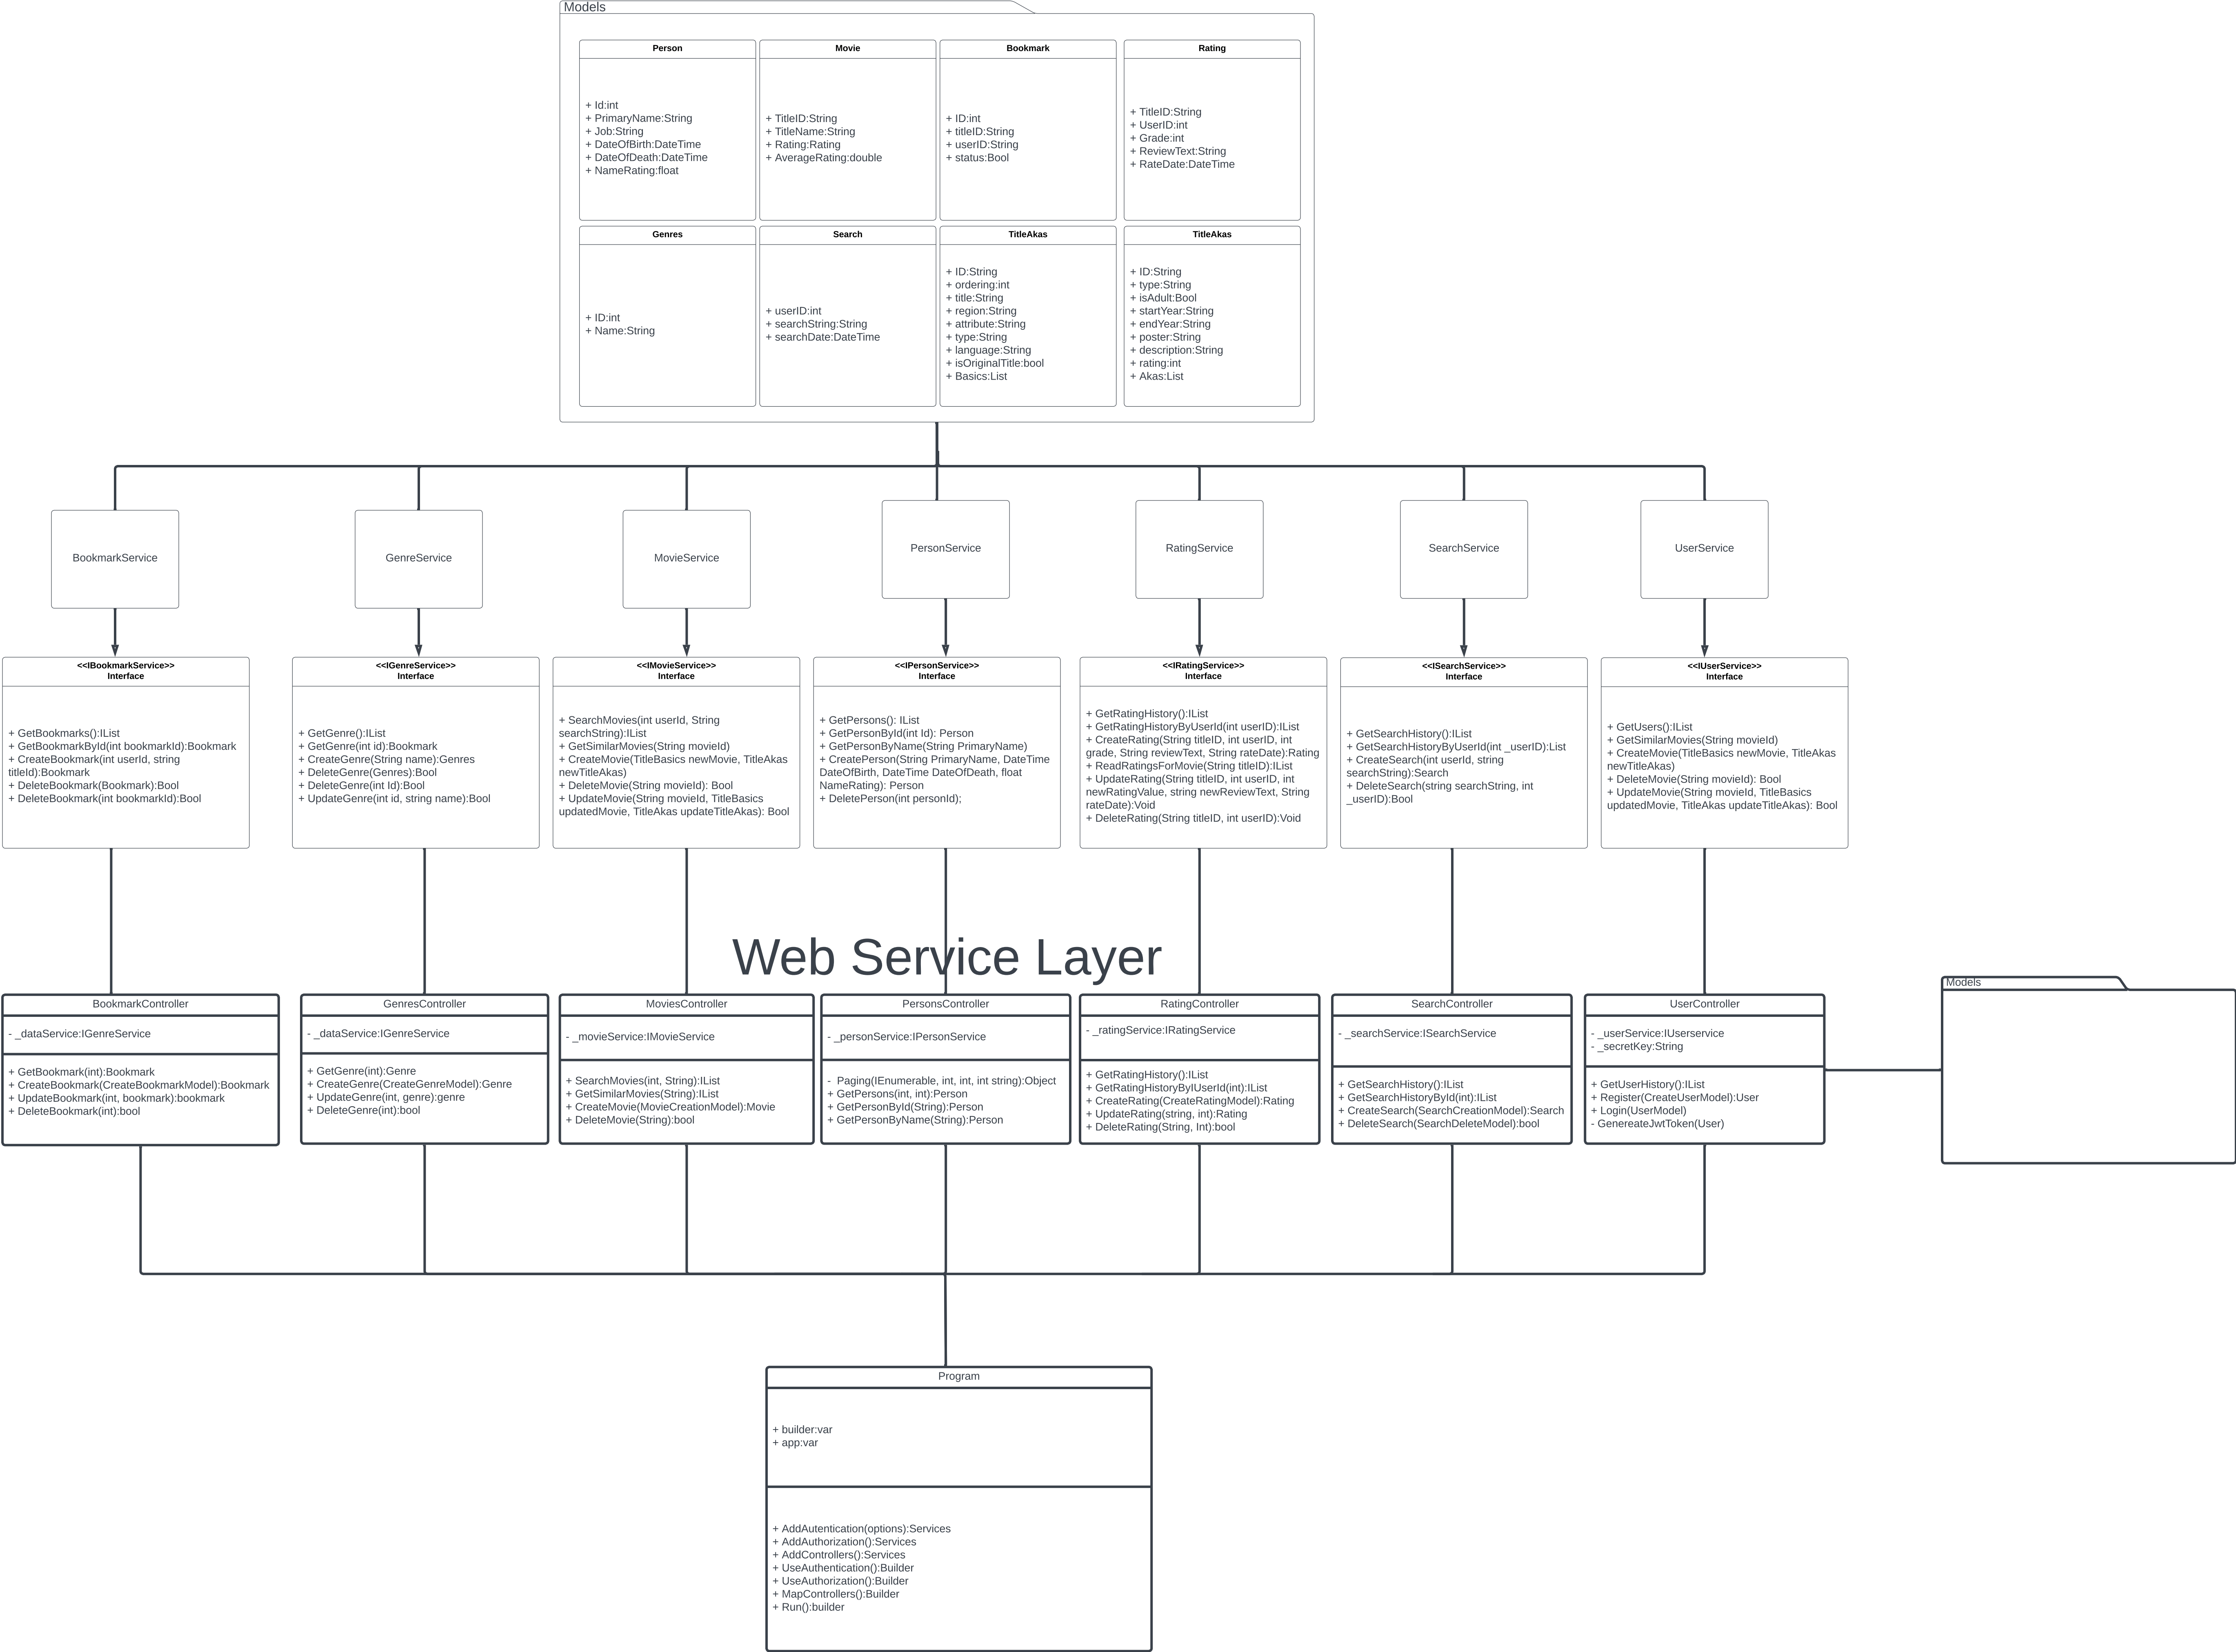 Models
Person
+ Id:int
+ PrimaryName:String
+ Job:String
+ DateOfBirth:DateTime
+ DateOfDeath:DateTime
+ NameRating:float
Movie
+ TitleID:String
+ TitleName:String
+ Rating:Rating
+ AverageRating:double
Bookmark
+ ID:int
+ titleID:String
+ userID:String
+ status:Bool
Rating
+ TitleID:String
+ UserID:int
+ Grade:int
+ ReviewText:String
+ RateDate:DateTime
Genres
+ ID:int
+ Name:String
Search
+ userID:int
+ searchString:String
+ searchDate:DateTime
TitleAkas
+ ID:String
+ ordering:int
+ title:String
+ region:String
+ attribute:String
+ type:String
+ language:String
+ isOriginalTitle:bool
+ Basics:List
TitleAkas
+ ID:String
+ type:String
+ isAdult:Bool
+ startYear:String
+ endYear:String
+ poster:String
+ description:String
+ rating:int
+ Akas:List
BookmarkService
GenreService
MovieService
PersonService
RatingService
SearchService
UserService
<<IBookmarkService>>
Interface
+ GetBookmarks():IList
+ GetBookmarkById(int bookmarkId):Bookmark
+ CreateBookmark(int userId, string
titleId):Bookmark
+ DeleteBookmark(Bookmark):Bool
+ DeleteBookmark(int bookmarkId):Bool
<<IGenreService>>
Interface
+ GetGenre():IList
+ GetGenre(int id):Bookmark
+ CreateGenre(String name):Genres
+ DeleteGenre(Genres):Bool
+ DeleteGenre(int Id):Bool
+ UpdateGenre(int id, string name):Bool
<<IMovieService>>
Interface
+ SearchMovies(int userId, String
searchString):IList
+ GetSimilarMovies(String movieId)
+ CreateMovie(TitleBasics newMovie, TitleAkas
newTitleAkas)
+ DeleteMovie(String movieId): Bool
+ UpdateMovie(String movieId, TitleBasics
updatedMovie, TitleAkas updateTitleAkas): Bool
<<IPersonService>>
Interface
+ GetPersons(): IList
+ GetPersonById(int Id): Person
+ GetPersonByName(String PrimaryName)
+ CreatePerson(String PrimaryName, DateTime
DateOfBirth, DateTime DateOfDeath, float
NameRating): Person
+ DeletePerson(int personId);
<<IRatingService>>
Interface
+ GetRatingHistory():IList
+ GetRatingHistoryByUserId(int userID):IList
+ CreateRating(String titleID, int userID, int
grade, String reviewText, String rateDate):Rating
+ ReadRatingsForMovie(String titleID):IList
+ UpdateRating(String titleID, int userID, int
newRatingValue, string newReviewText, String
rateDate):Void
+ DeleteRating(String titleID, int userID):Void
<<ISearchService>>
Interface
+ GetSearchHistory():IList
+ GetSearchHistoryByUserId(int _userID):List
+ CreateSearch(int userId, string
searchString):Search
+ DeleteSearch(string searchString, int
_userID):Bool
<<IUserService>>
Interface
+ GetUsers():IList
+ GetSimilarMovies(String movieId)
+ CreateMovie(TitleBasics newMovie, TitleAkas
newTitleAkas)
+ DeleteMovie(String movieId): Bool
+ UpdateMovie(String movieId, TitleBasics
updatedMovie, TitleAkas updateTitleAkas): Bool
Web Service Layer
BookmarkController
- _dataService:IGenreService
+ GetBookmark(int):Bookmark
+ CreateBookmark(CreateBookmarkModel):Bookmark
+ UpdateBookmark(int, bookmark):bookmark
+ DeleteBookmark(int):bool
GenresController
- _dataService:IGenreService
+ GetGenre(int):Genre
+ CreateGenre(CreateGenreModel):Genre
+ UpdateGenre(int, genre):genre
+ DeleteGenre(int):bool
MoviesController
- _movieService:IMovieService
+ SearchMovies(int, String):IList
+ GetSimilarMovies(String):IList
+ CreateMovie(MovieCreationModel):Movie
+ DeleteMovie(String):bool
PersonsController
- _personService:IPersonService
- Paging(IEnumerable, int, int, int string):Object
+ GetPersons(int, int):Person
+ GetPersonById(String):Person
+ GetPersonByName(String):Person
RatingController
- _ratingService:IRatingService
+ GetRatingHistory():IList
+ GetRatingHistoryByIUserId(int):IList
+ CreateRating(CreateRatingModel):Rating
+ UpdateRating(string, int):Rating
+ DeleteRating(String, Int):bool
SearchController
- _searchService:ISearchService
+ GetSearchHistory():IList
+ GetSearchHistoryById(int):IList
+ CreateSearch(SearchCreationModel):Search
+ DeleteSearch(SearchDeleteModel):bool
UserController
- _userService:IUserservice
- _secretKey:String
+ GetUserHistory():IList
+ Register(CreateUserModel):User
+ Login(UserModel)
- GenereateJwtToken(User)
Models
Program
+ builder:var
+ app:var
+ AddAutentication(options):Services
+ AddAuthorization():Services
+ AddControllers():Services
+ UseAuthentication():Builder
+ UseAuthorization():Builder
+ MapControllers():Builder
+ Run():builder